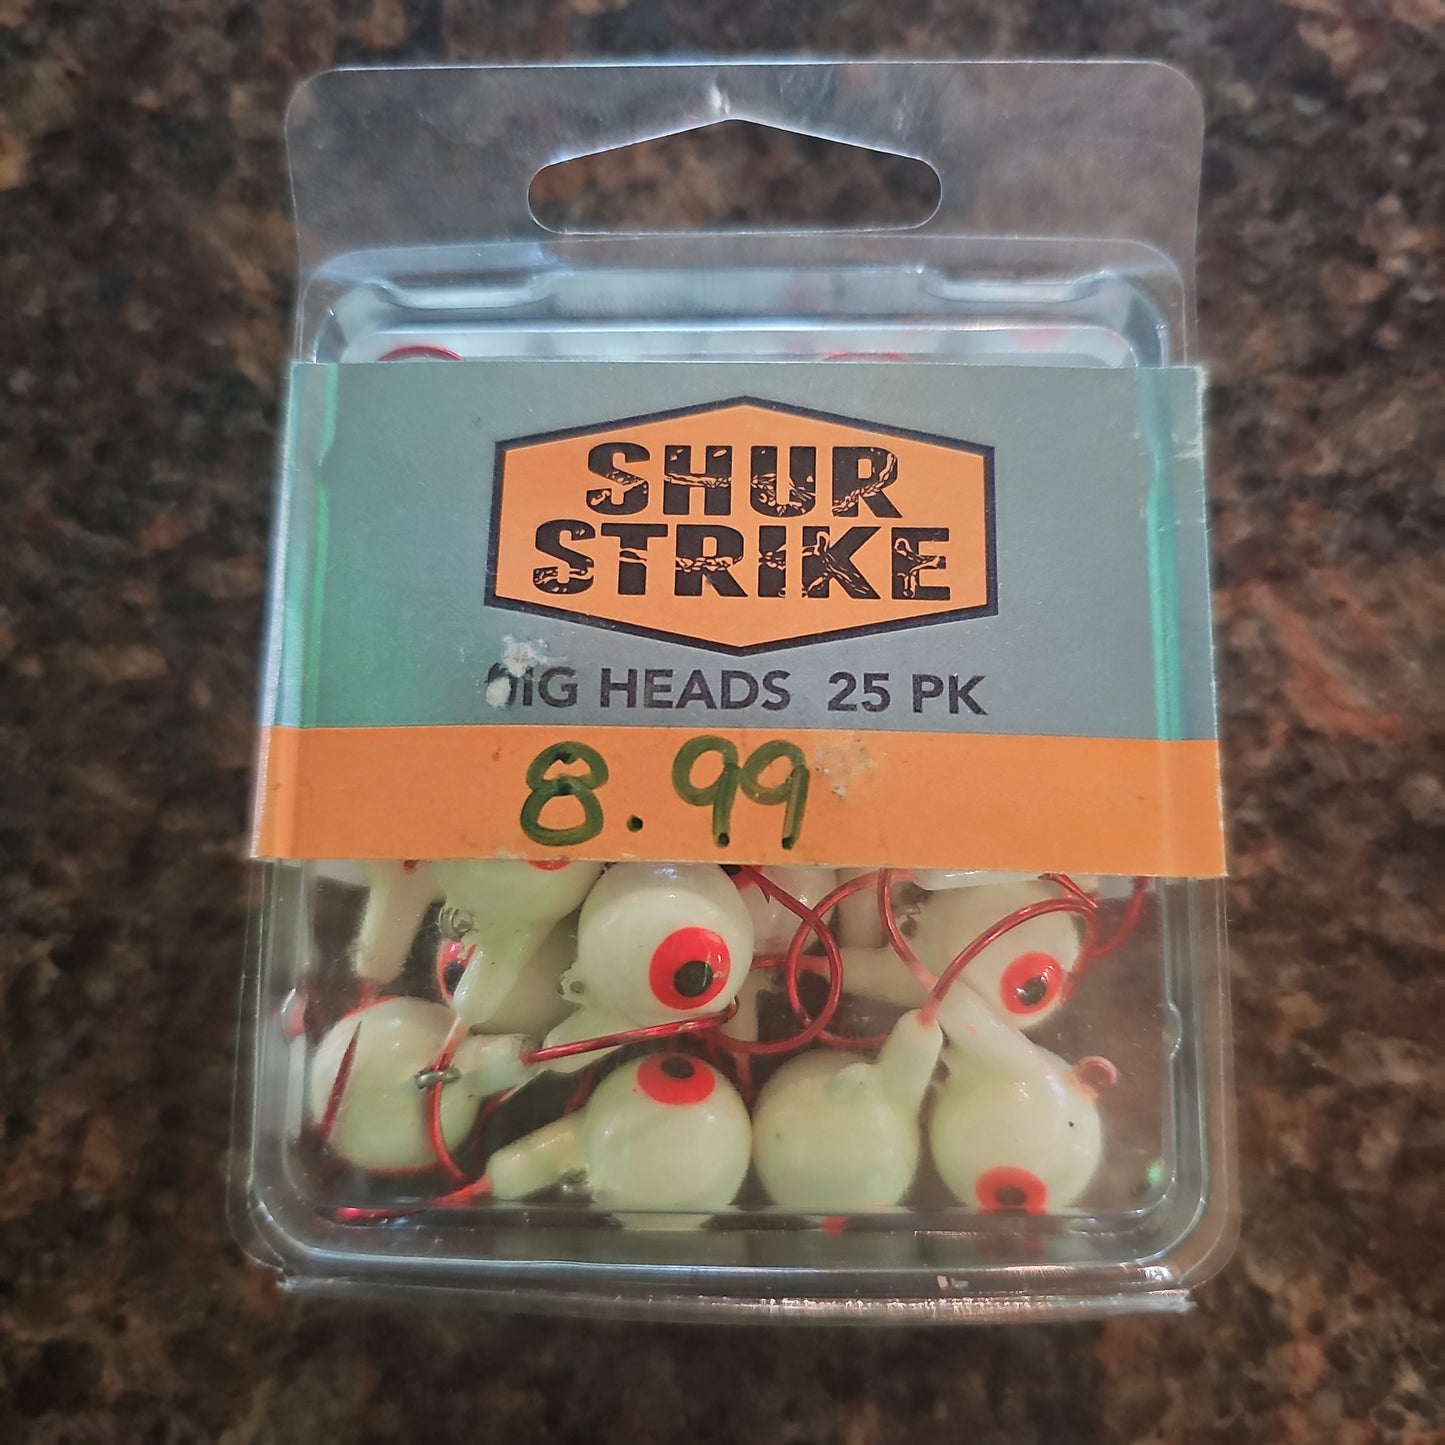 SHUR
STRIKE
JIG HEADS 25 PK
8.99